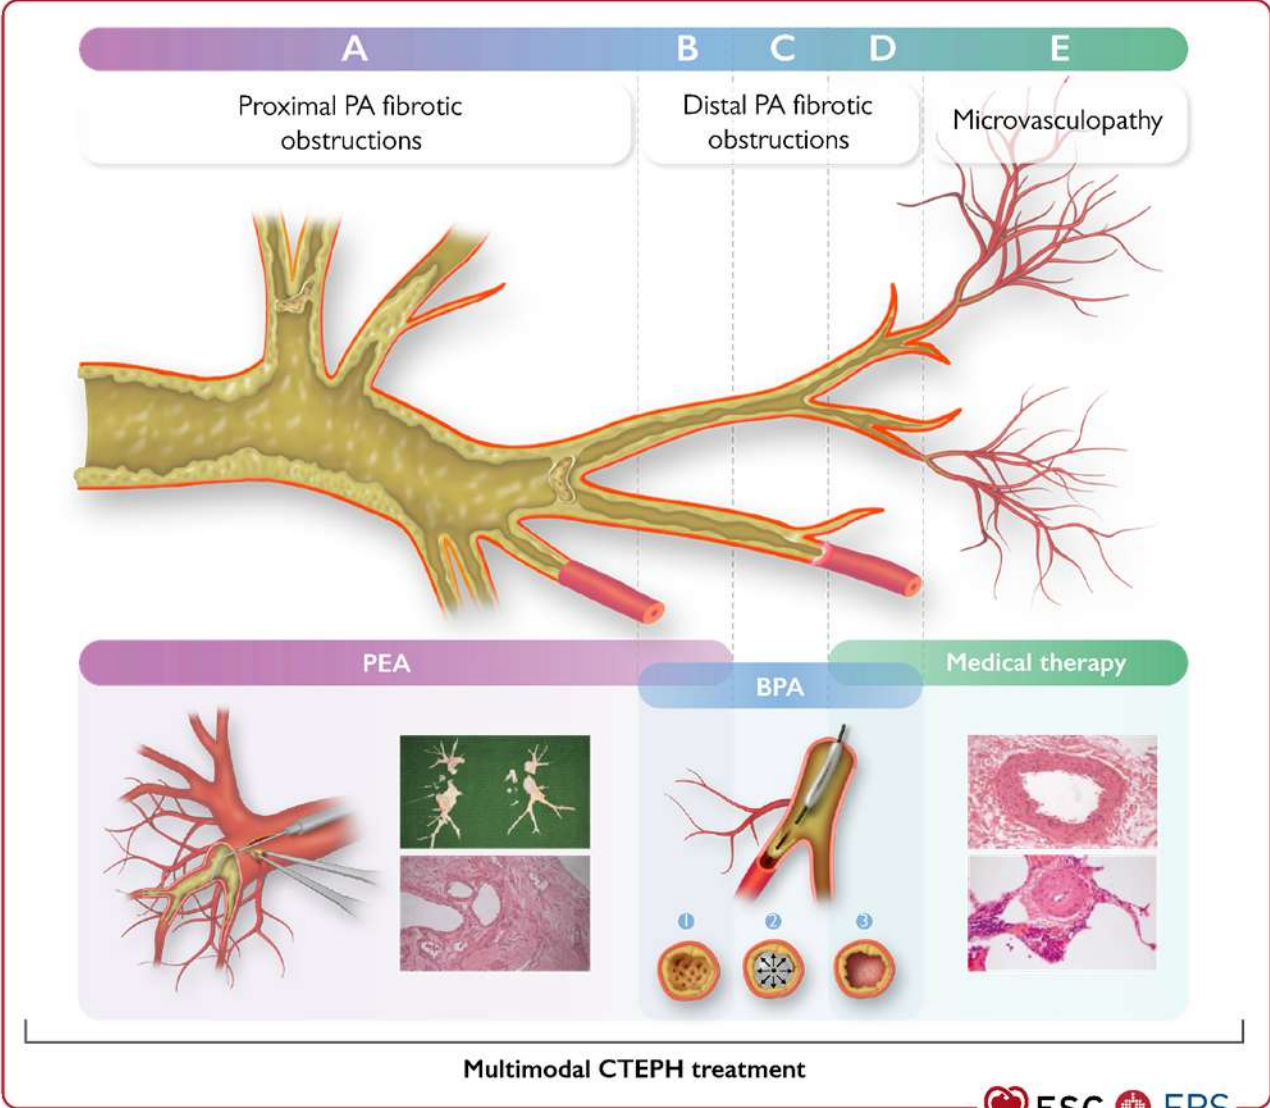 A B C D E
Proximal PA fibrotic
obstructions
Distal PA fibrotic
obstructions
Microvasculopathy
PEA
BPA
Medical therapy
1 2 3
Multimodal CTEPH treatment
ESC ERS